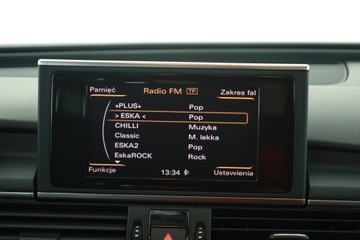 Pamięć Radio FM TP Zakres fal
+PLUS+ Pop
> ESKA < Pop
CHILLI Muzyka
Classic M. lekka
ESKA2 Pop
EskaROCK Rock
Funkcje 13:34 Ustawienia